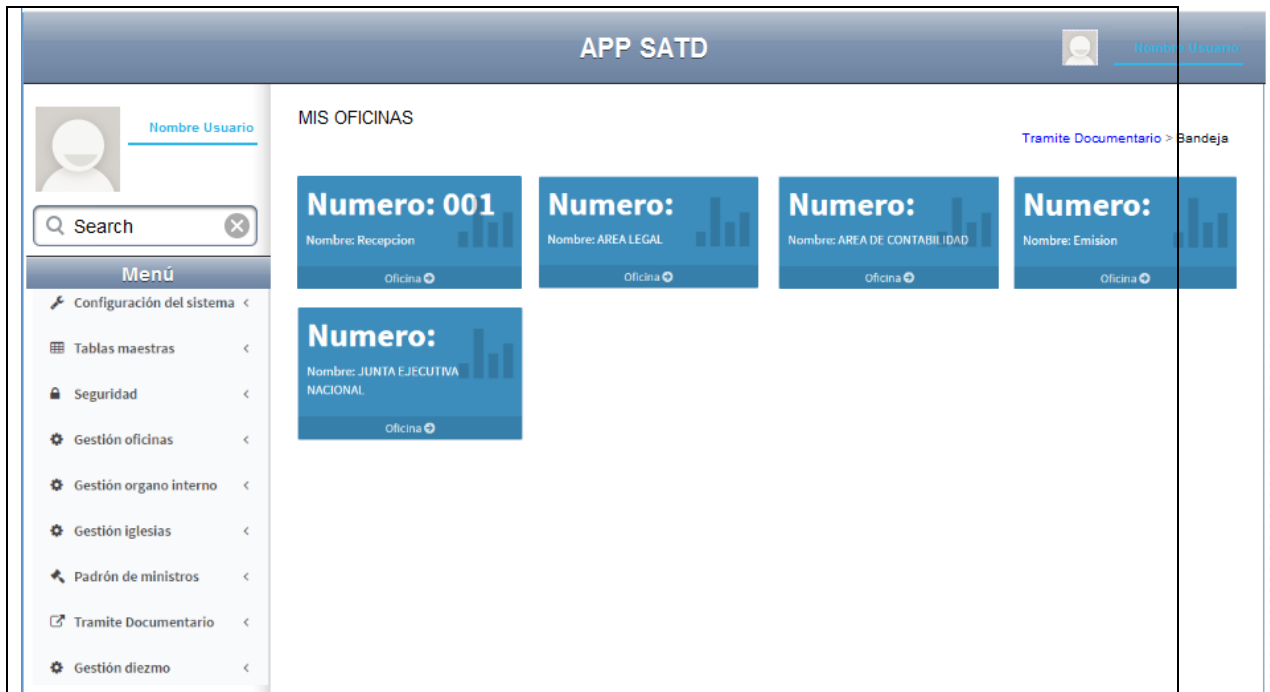 APP SATD
Nombre Usuario
Nombre Usuario
Search
Menú
Configuración del sistema
Tablas maestras
Seguridad
Gestión oficinas
Gestión organo interno
Gestión iglesias
Padrón de ministros
Tramite Documentario
Gestión diezmo
MIS OFICINAS
Tramite Documentario > Bandeja
Numero: 001
Nombre: Recepcion
Oficina
Numero:
Nombre: AREA LEGAL
Oficina
Numero:
Nombre: AREA DE CONTABILIDAD
Oficina
Numero:
Nombre: Emision
Oficina
Numero:
Nombre: JUNTA EJECUTIVA
NACIONAL
Oficina